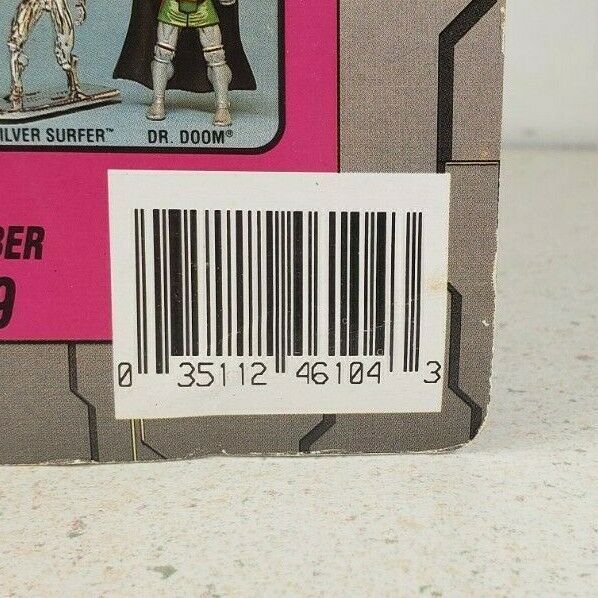 ILVER SURFER™ DR. DOOM®
BER
9
0 35112 46104 3